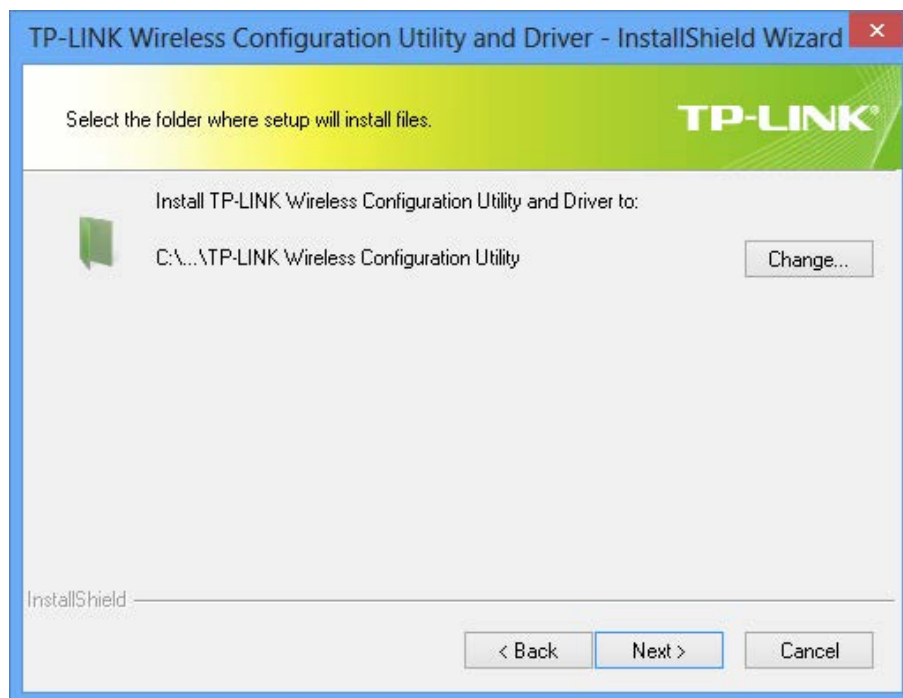 TP-LINK Wireless Configuration Utility and Driver - InstallShield Wizard
Select the folder where setup will install files.
TP-LINK®
Install TP-LINK Wireless Configuration Utility and Driver to:
C:\...\TP-LINK Wireless Configuration Utility
Change...
InstallShield
< Back
Next >
Cancel